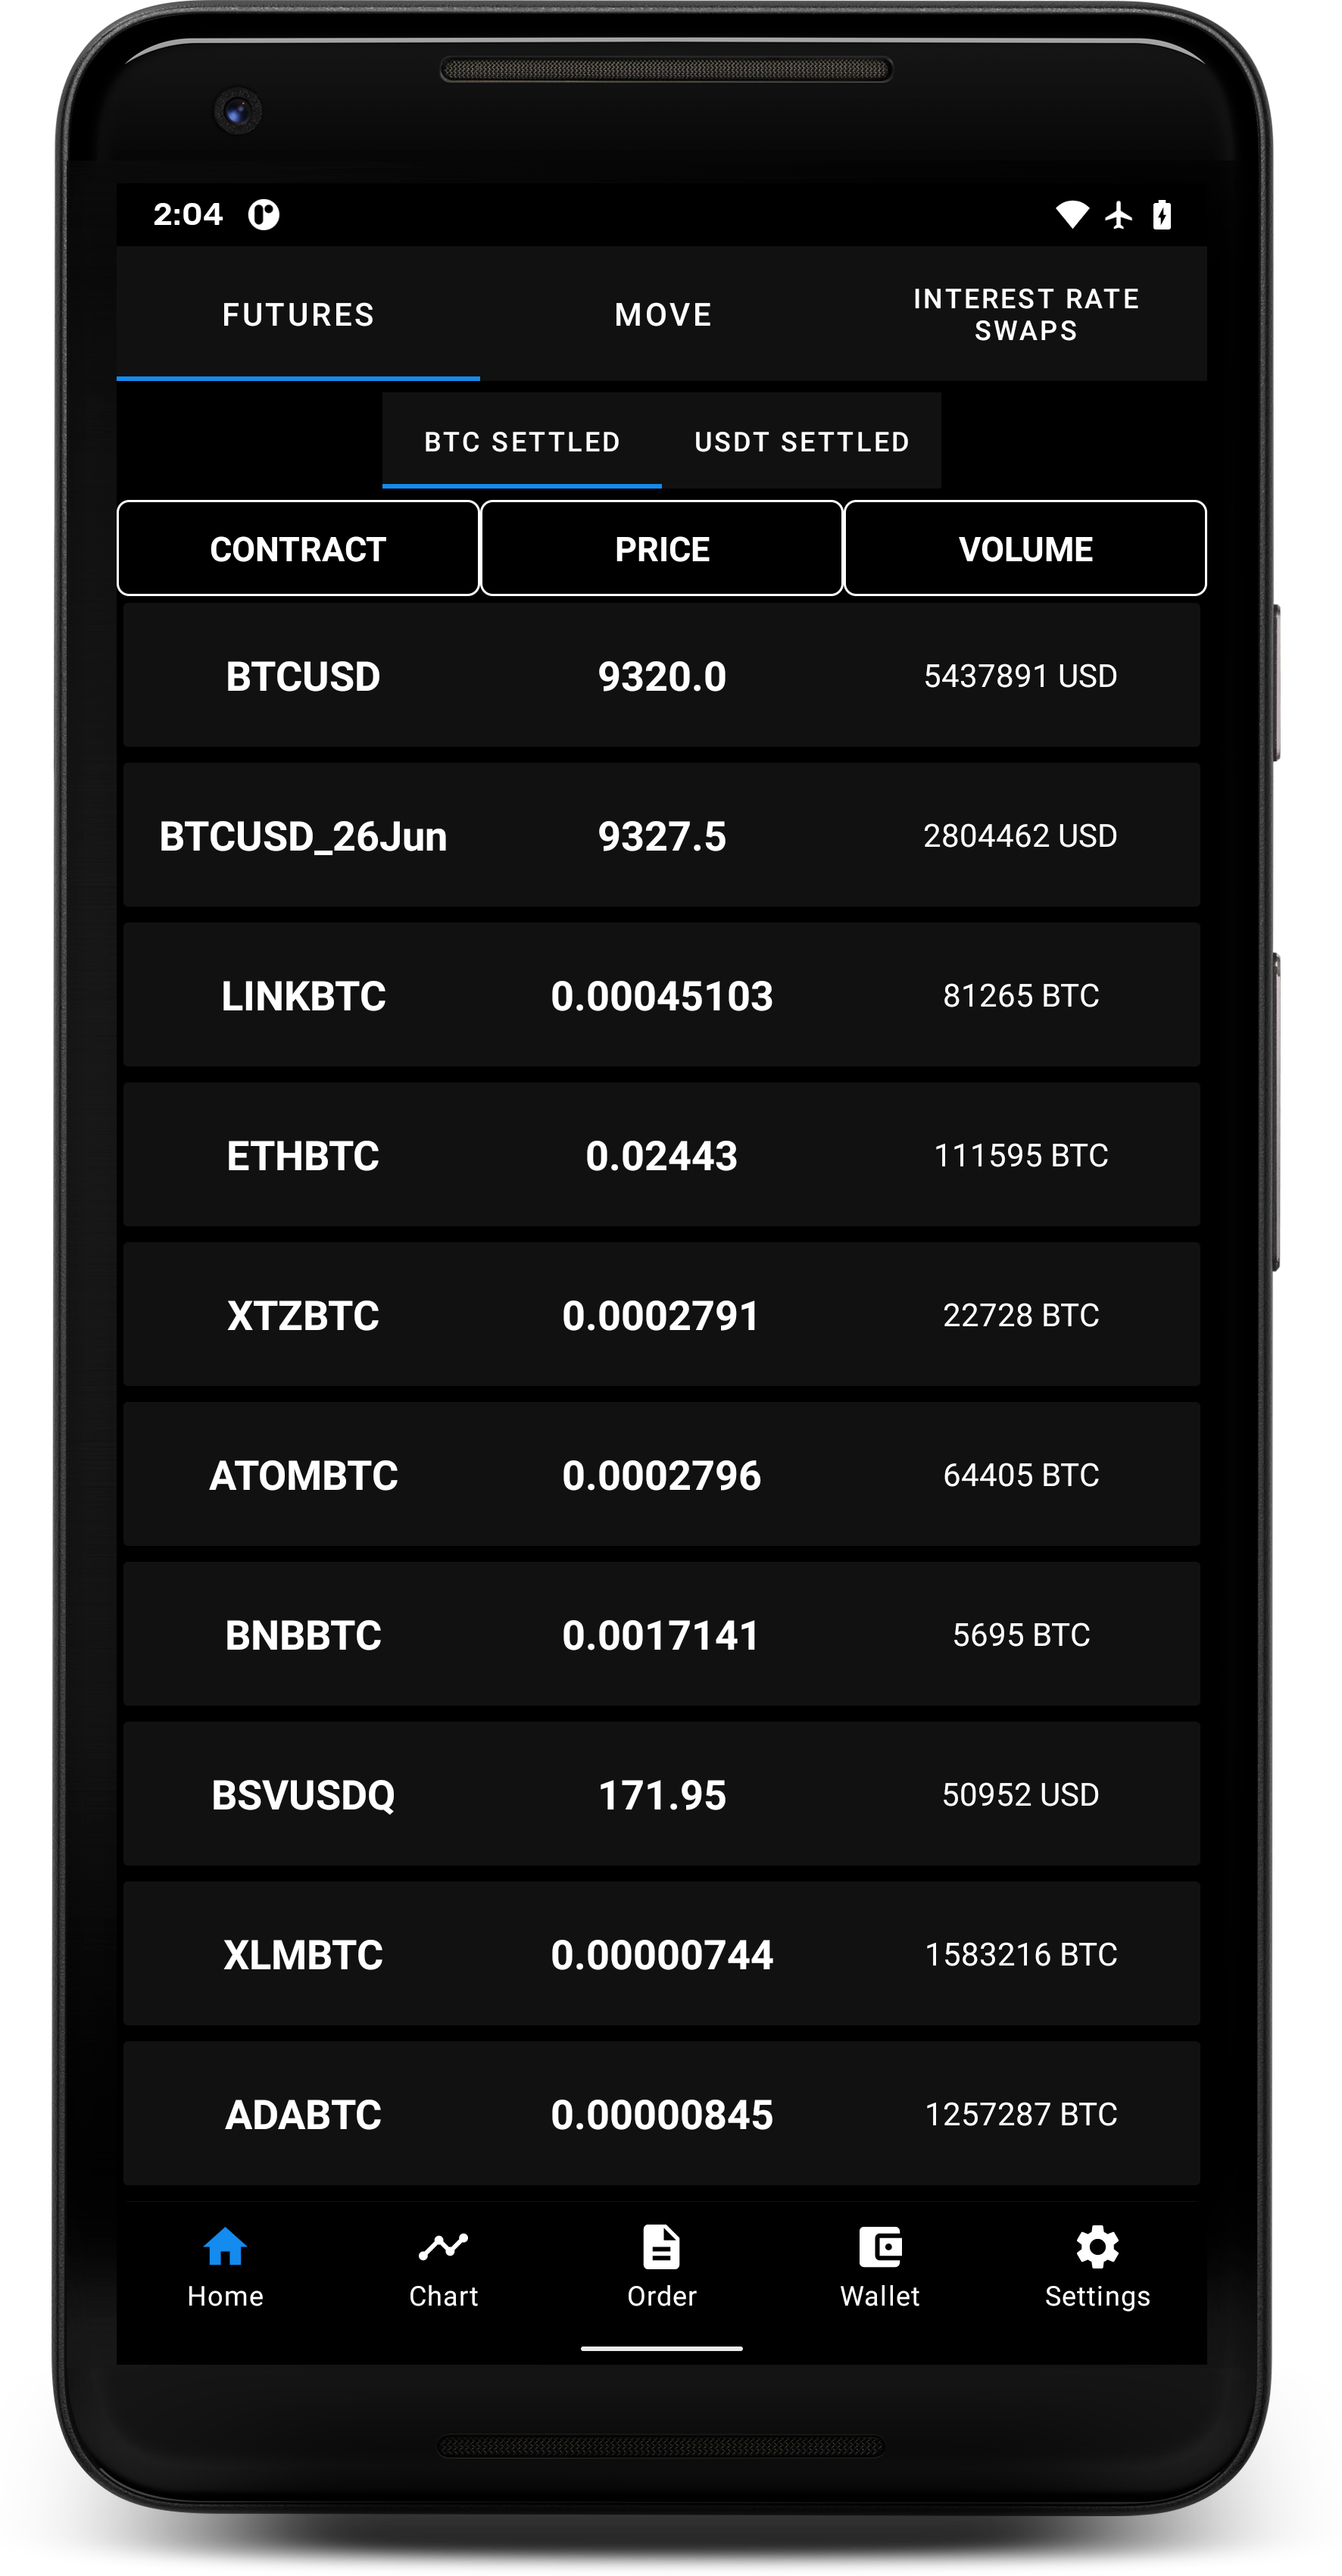 2:04
FUTURES
MOVE
INTEREST RATE
SWAPS
BTC SETTLED
USDT SETTLED
CONTRACT PRICE VOLUME
BTCUSD 9320.0 5437891 USD
BTCUSD_26Jun 9327.5 2804462 USD
LINKBTC 0.00045103 81265 BTC
ETHBTC 0.02443 111595 BTC
XTZBTC 0.0002791 22728 BTC
ATOMBTC 0.0002796 64405 BTC
BNBBTC 0.0017141 5695 BTC
BSVUSDQ 171.95 50952 USD
XLMBTC 0.00000744 1583216 BTC
ADABTC 0.00000845 1257287 BTC
Home Chart Order Wallet Settings